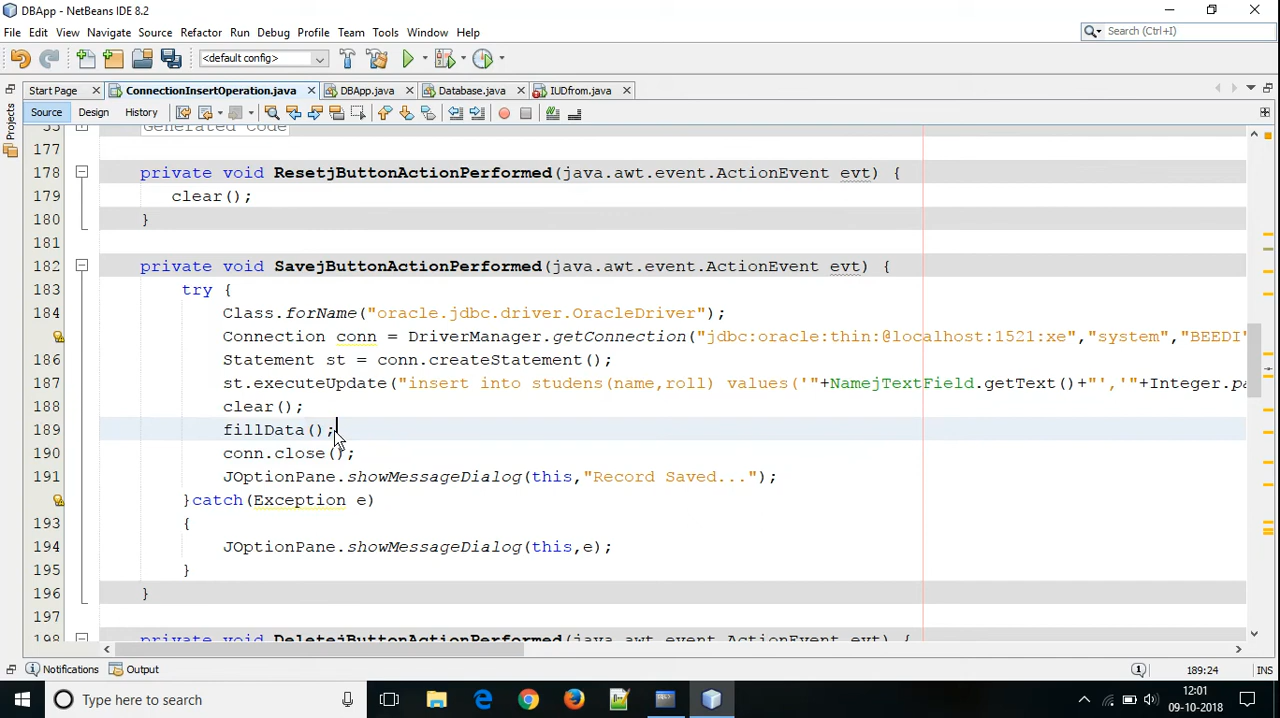 DBApp - NetBeans IDE 8.2
File Edit View Navigate Source Refactor Run Debug Profile Team Tools Window Help
Search (Ctrl+I)
<default config>
Start Page ConnectionInsertOperation.java DBApp.java Database.java IUDfrom.java
Source Design History
Projects
35 Generated Code
177
178 private void ResetjButtonActionPerformed(java.awt.event.ActionEvent evt) {
179 clear();
180 }
181
182 private void SavejButtonActionPerformed(java.awt.event.ActionEvent evt) {
183 try {
184 Class.forName("oracle.jdbc.driver.OracleDriver");
Connection conn = DriverManager.getConnection("jdbc:oracle:thin:@localhost:1521:xe","system","BEEDI"
186 Statement st = conn.createStatement();
187 st.executeUpdate("insert into studens(name,roll) values('"+NamejTextField.getText()+"','"+Integer.pa
188 clear();
189 fillData();
190 conn.close();
191 JOptionPane.showMessageDialog(this,"Record Saved...");
}catch(Exception e)
193 {
194 JOptionPane.showMessageDialog(this,e);
195 }
196 }
197
198 private void DeletejButtonActionPerformed(java.awt.event.ActionEvent evt) {
Notifications Output 189:24 INS
Type here to search
12:01
09-10-2018